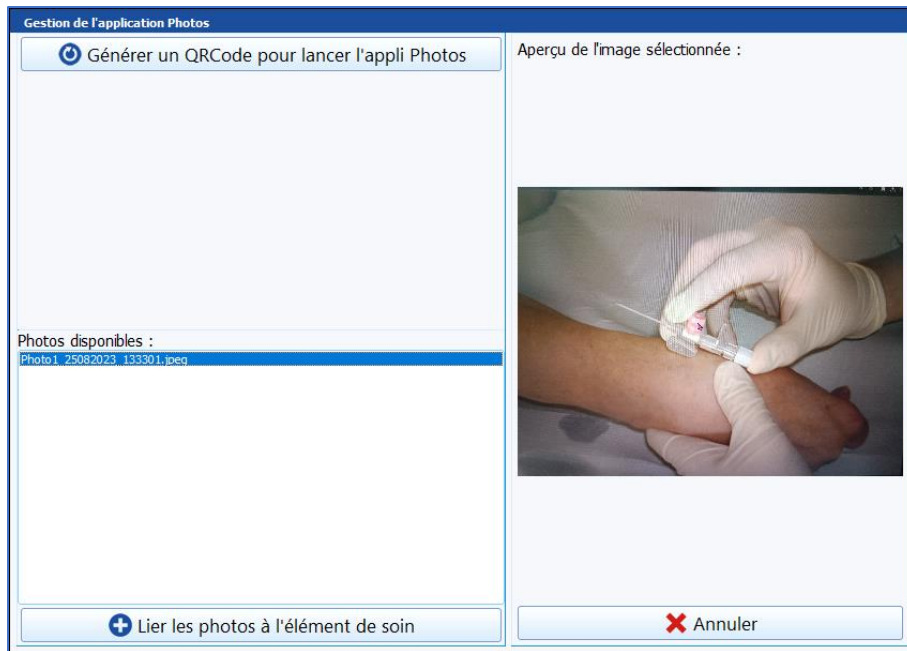 Gestion de l'application Photos
Générer un QRCode pour lancer l'appli Photos
Aperçu de l'image sélectionnée :
Photos disponibles :
Photo1_25082023_133301.jpeg
Lier les photos à l'élément de soin
Annuler